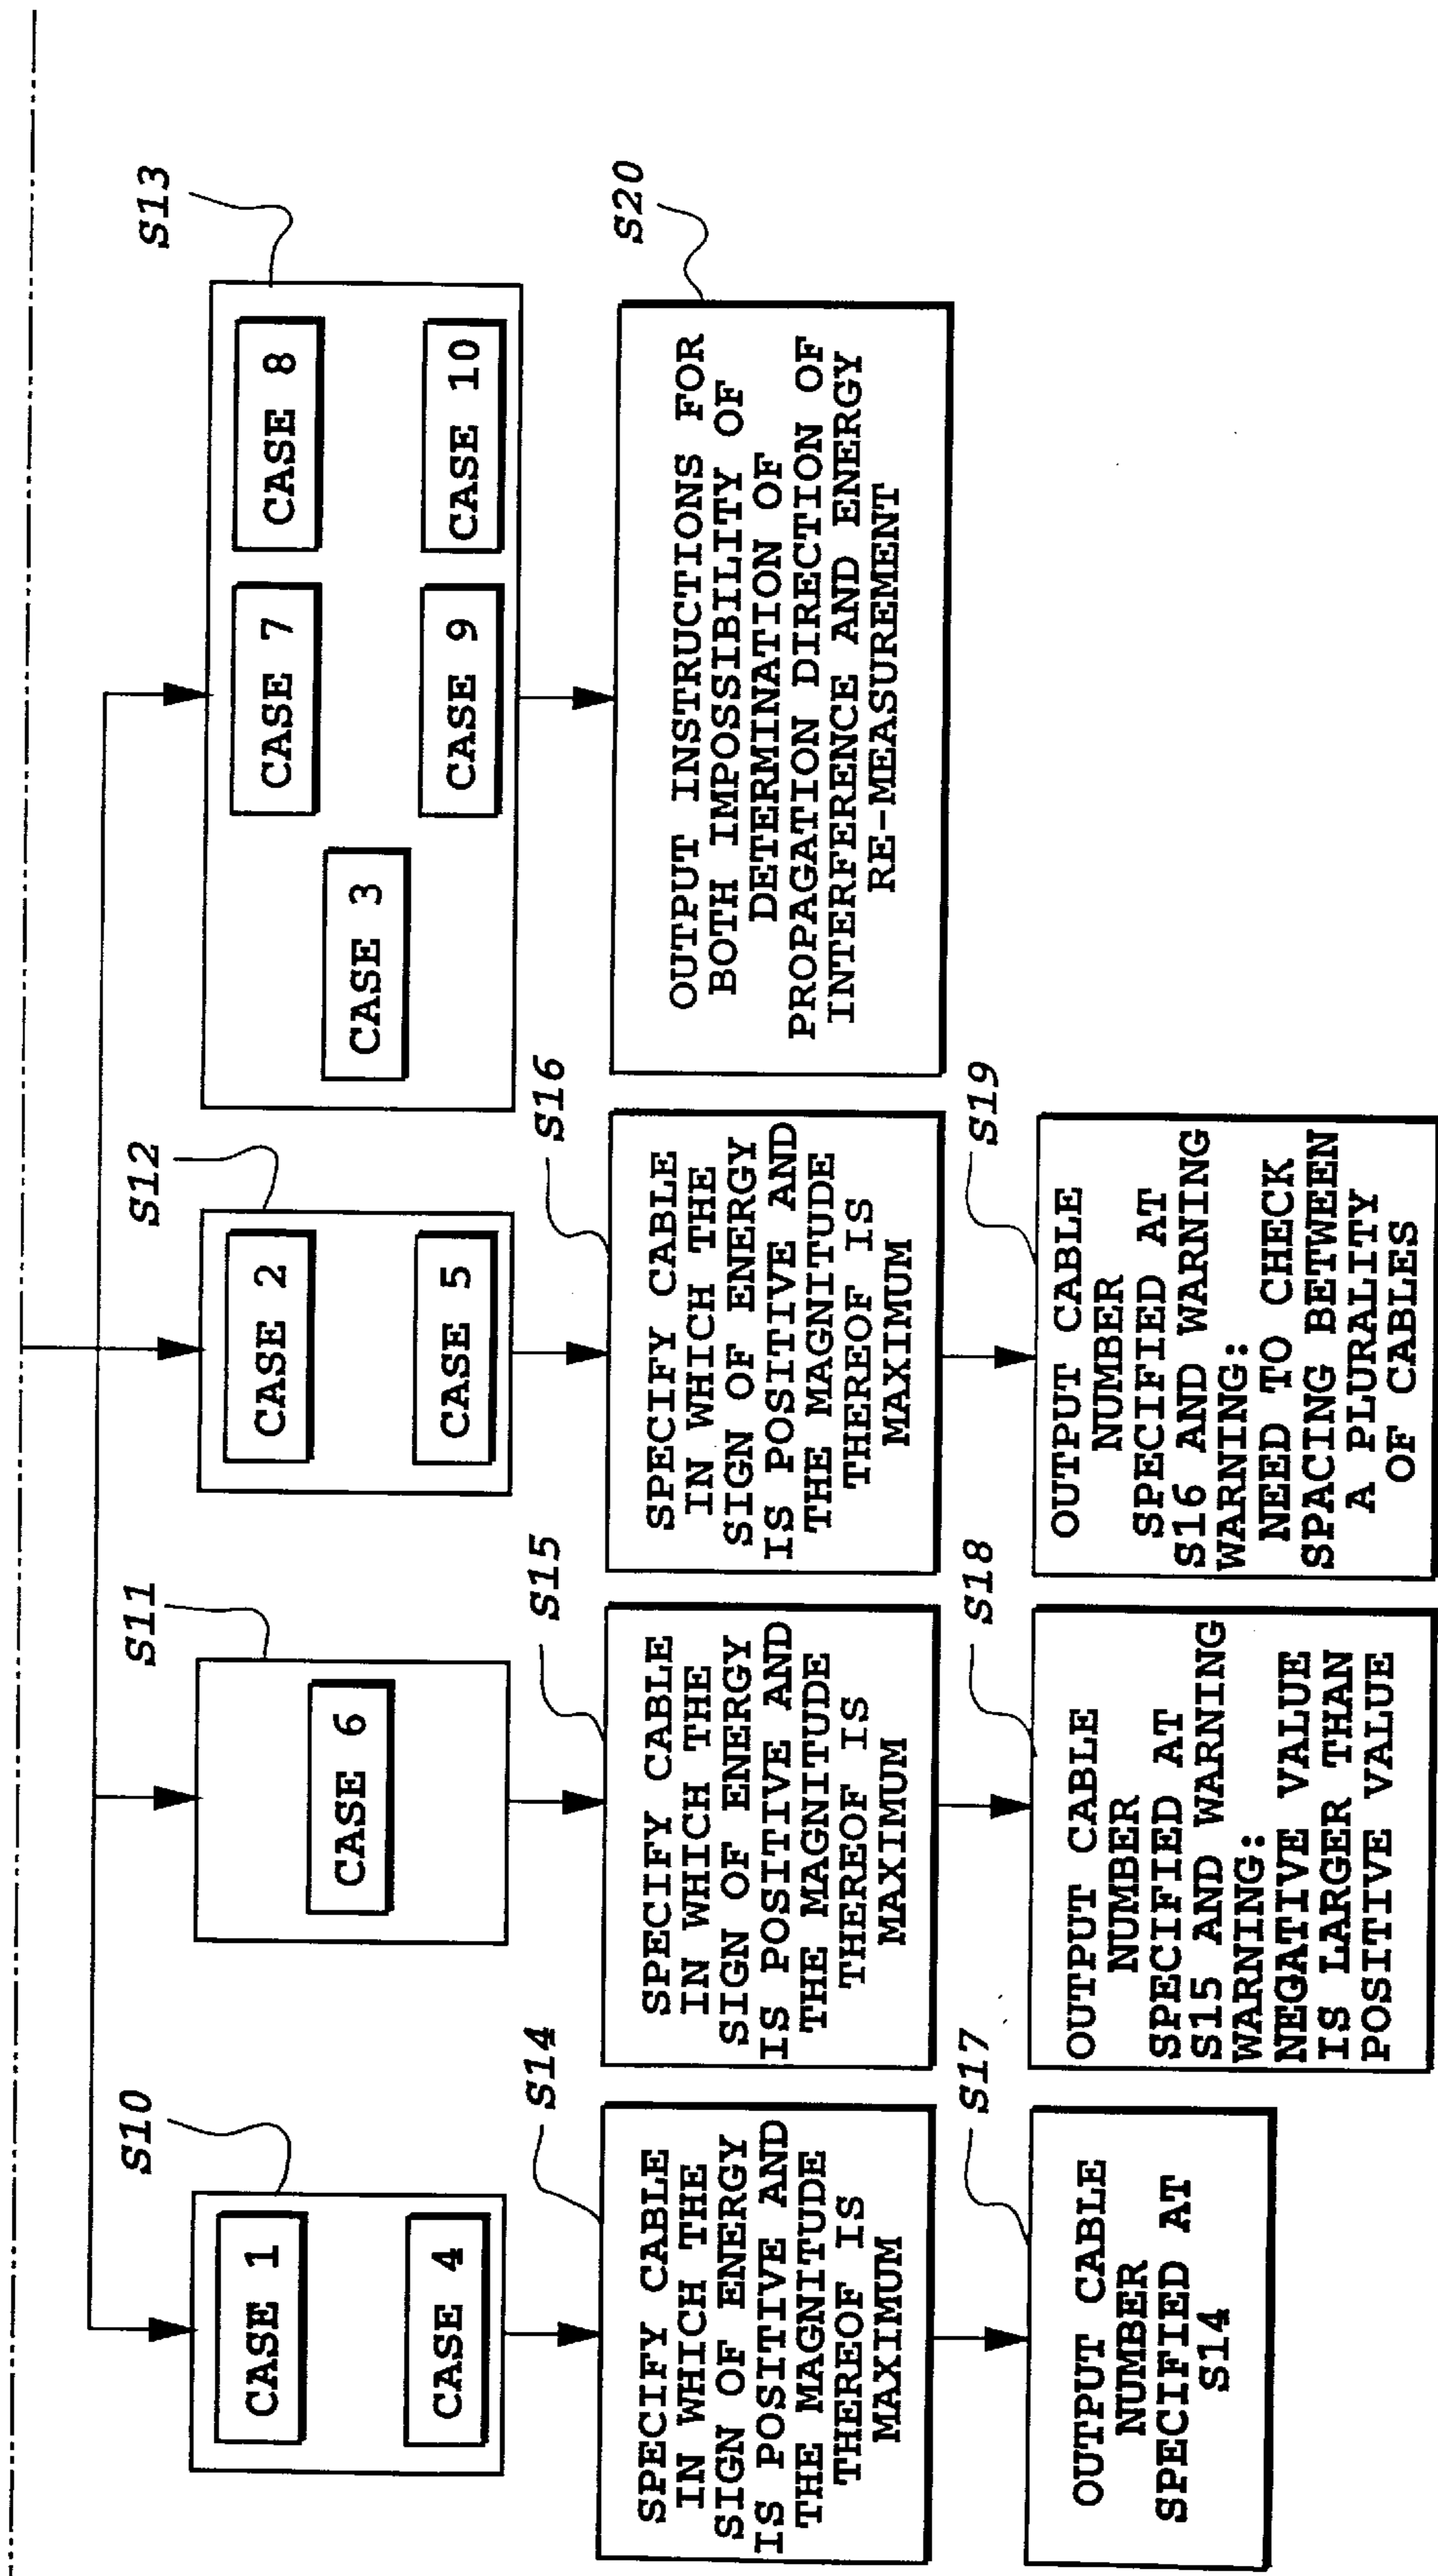 S10
CASE 1
CASE 4
S11
CASE 6
S12
CASE 2
CASE 5
S13
CASE 3
CASE 7
CASE 8
CASE 9
CASE 10
S14
SPECIFY CABLE
IN WHICH THE
SIGN OF ENERGY
IS POSITIVE AND
THE MAGNITUDE
THEREOF IS
MAXIMUM
S15
SPECIFY CABLE
IN WHICH THE
SIGN OF ENERGY
IS POSITIVE AND
THE MAGNITUDE
THEREOF IS
MAXIMUM
S16
SPECIFY CABLE
IN WHICH THE
SIGN OF ENERGY
IS POSITIVE AND
THE MAGNITUDE
THEREOF IS
MAXIMUM
S20
OUTPUT INSTRUCTIONS FOR
BOTH IMPOSSIBILITY OF
DETERMINATION OF
PROPAGATION DIRECTION OF
INTERFERENCE AND ENERGY
RE-MEASUREMENT
S17
OUTPUT CABLE
NUMBER
SPECIFIED AT
S14
S18
OUTPUT CABLE
NUMBER
SPECIFIED AT
S15 AND WARNING
WARNING:
NEGATIVE VALUE
IS LARGER THAN
POSITIVE VALUE
S19
OUTPUT CABLE
NUMBER
SPECIFIED AT
S16 AND WARNING
WARNING:
NEED TO CHECK
SPACING BETWEEN
A PLURALITY
OF CABLES